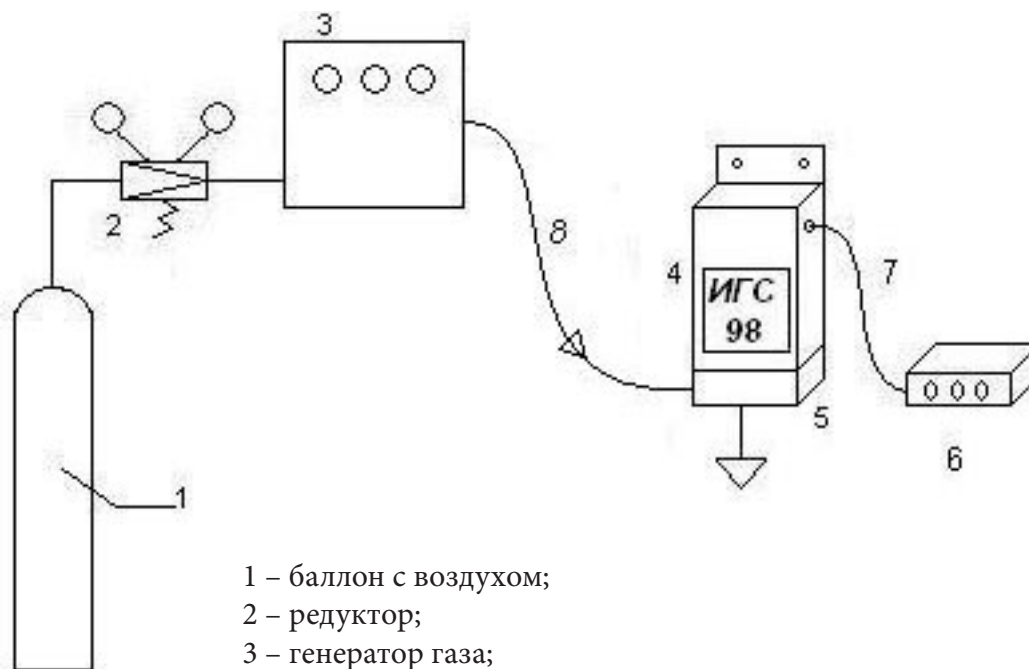 3
2
8
4
ИГС
98
7
5
6
1
1 – баллон с воздухом;
2 – редуктор;
3 – генератор газа;